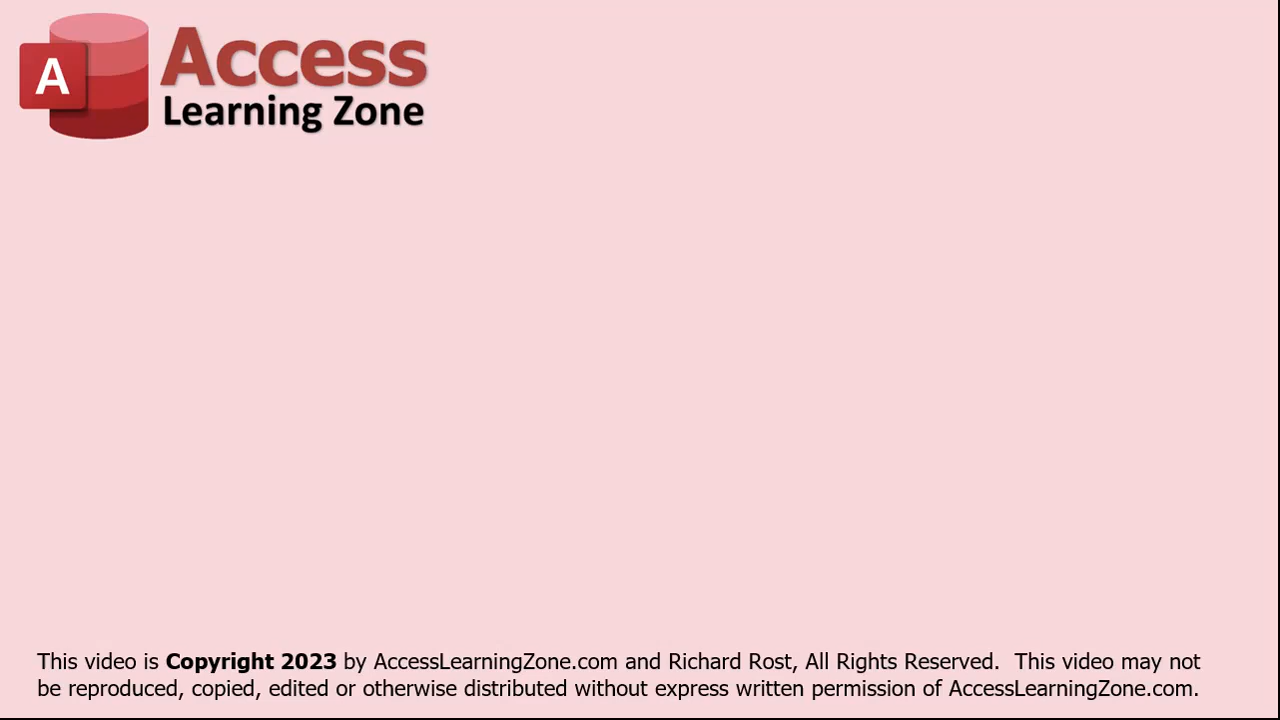 A
Access
Learning Zone
This video is Copyright 2023 by AccessLearningZone.com and Richard Rost, All Rights Reserved.  This video may not
be reproduced, copied, edited or otherwise distributed without express written permission of AccessLearningZone.com.